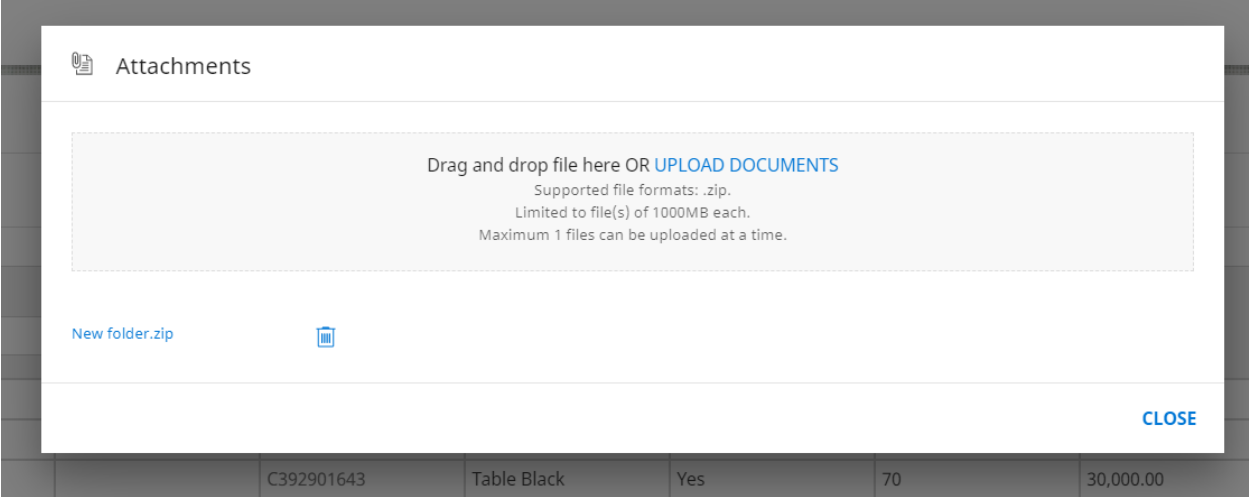 Attachments
Drag and drop file here OR UPLOAD DOCUMENTS
Supported file formats: .zip.
Limited to file(s) of 1000MB each.
Maximum 1 files can be uploaded at a time.
New folder.zip
CLOSE
C392901643 Table Black Yes 70 30,000.00